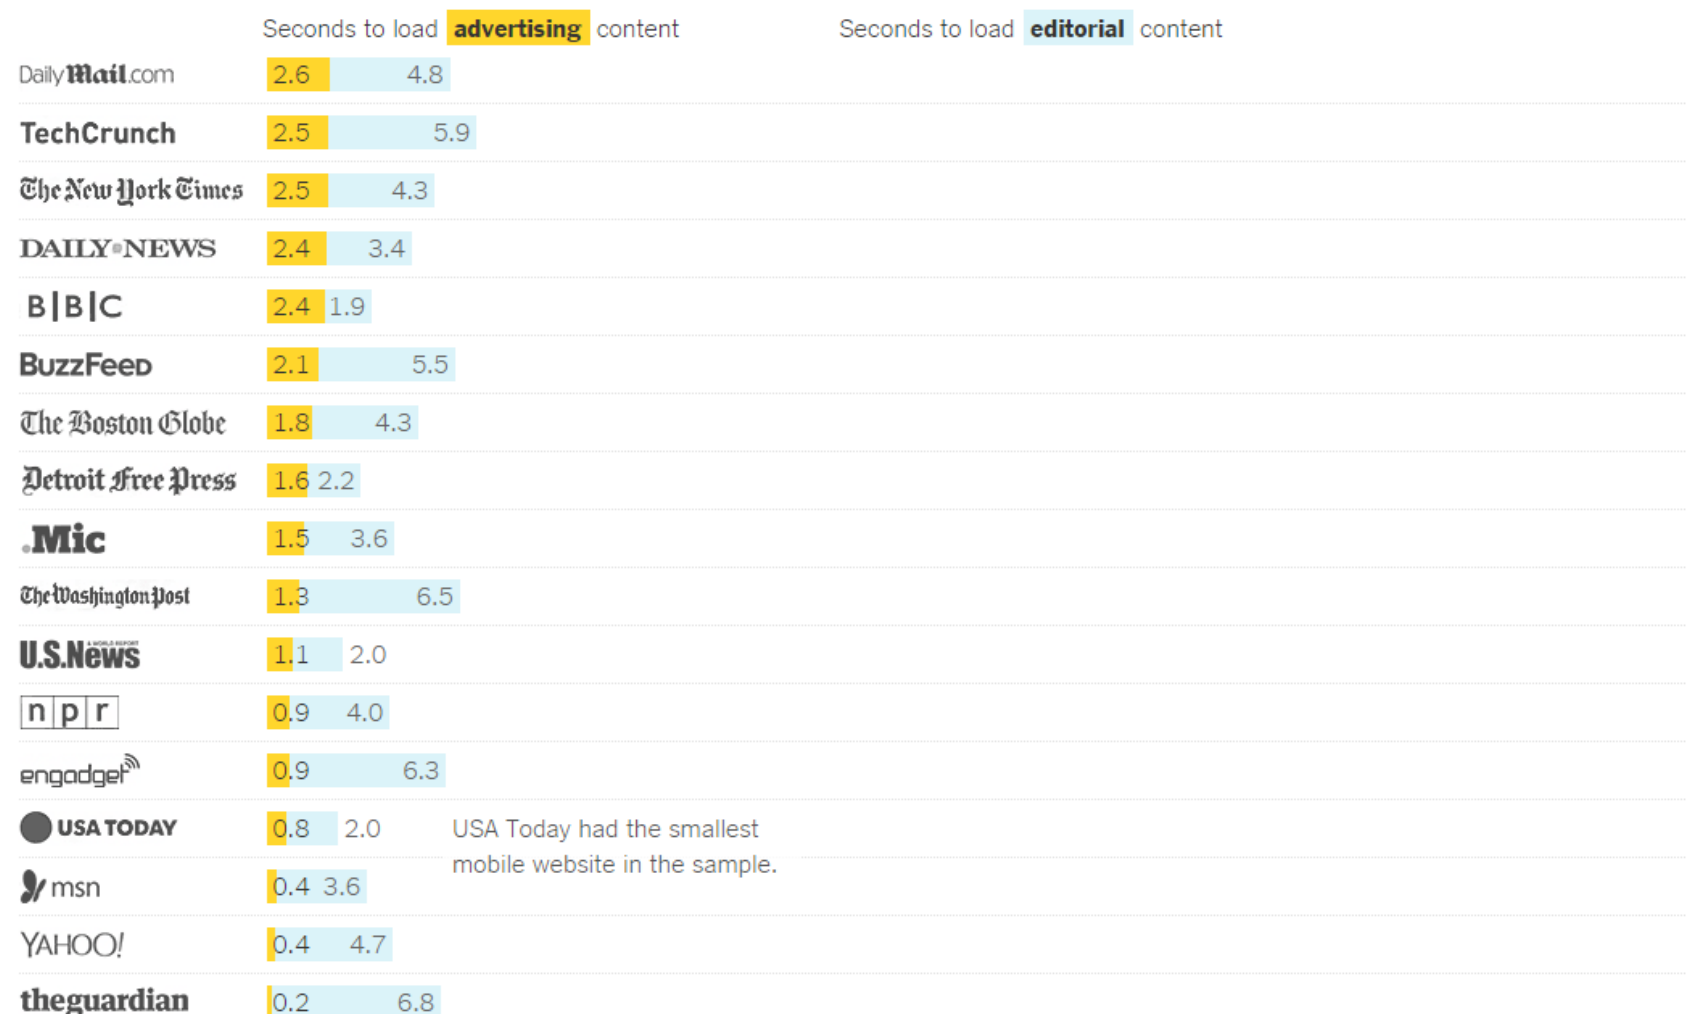 Seconds to load advertising content Seconds to load editorial content
DailyMail.com 2.6 4.8
TechCrunch 2.5 5.9
The New York Times 2.5 4.3
DAILY NEWS 2.4 3.4
B|B|C 2.4 1.9
BuzzFeed 2.1 5.5
The Boston Globe 1.8 4.3
Detroit Free Press 1.6 2.2
.Mic 1.5 3.6
The Washington Post 1.3 6.5
U.S.News & WORLD REPORT 1.1 2.0
npr 0.9 4.0
engadget 0.9 6.3
USA TODAY 0.8 2.0 USA Today had the smallest
mobile website in the sample.
msn 0.4 3.6
YAHOO! 0.4 4.7
theguardian 0.2 6.8